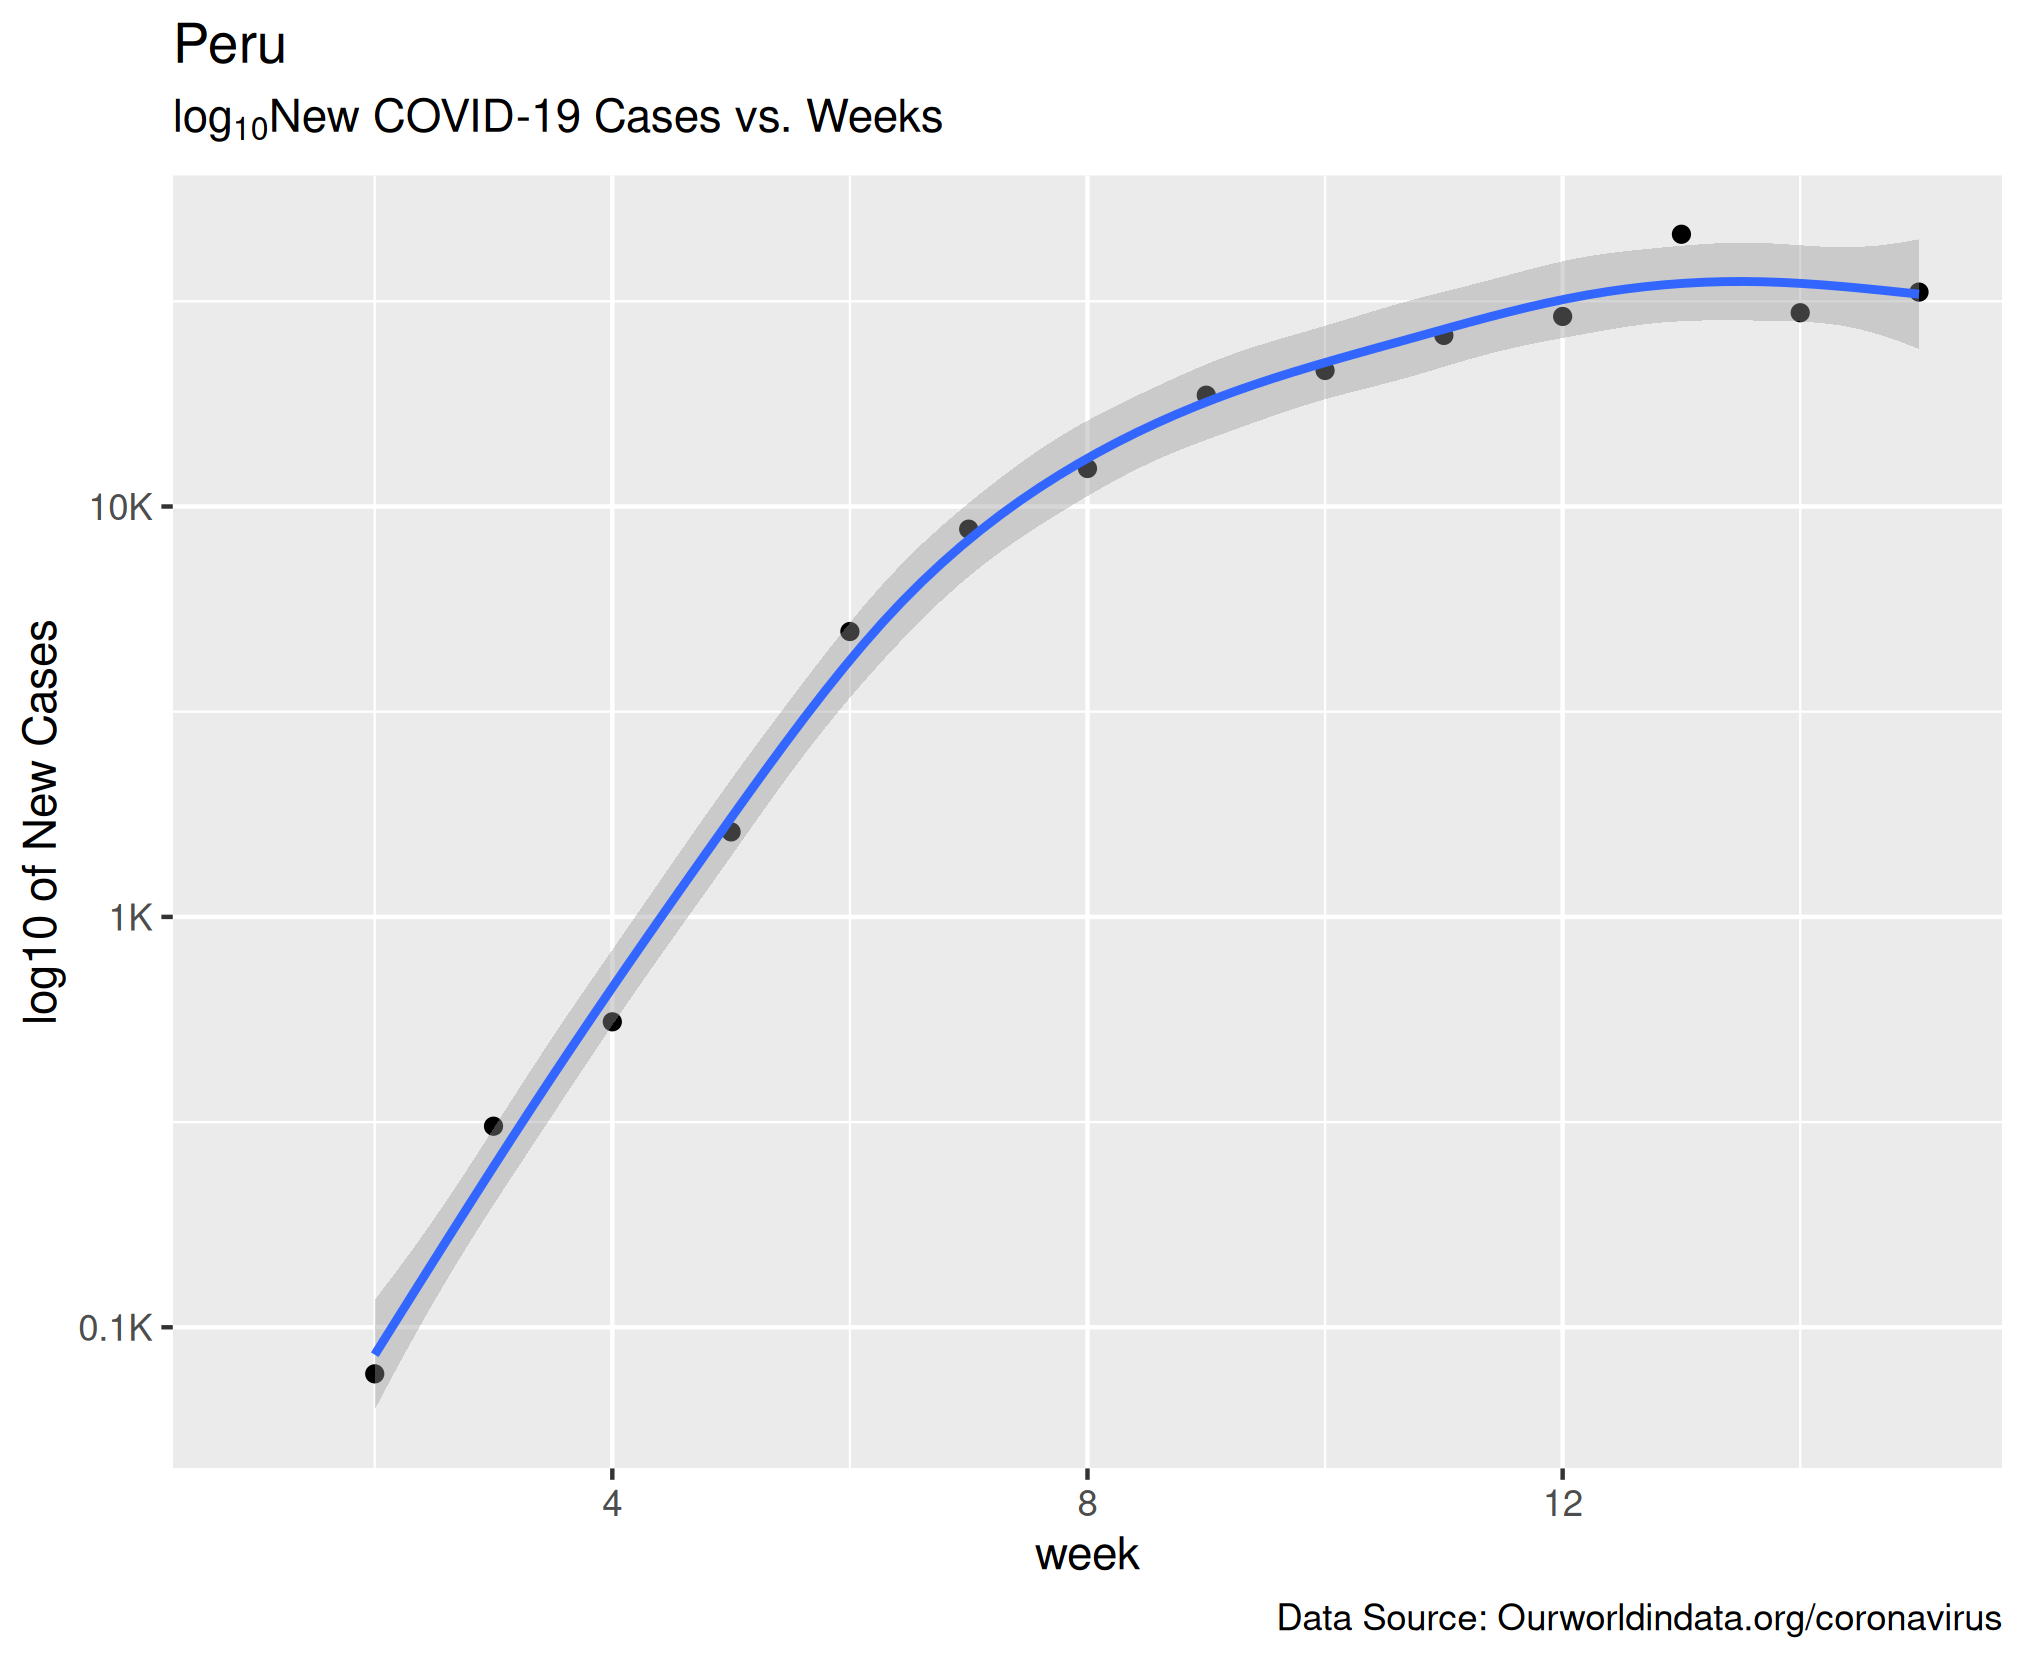 Peru
log₁₀New COVID-19 Cases vs. Weeks
log10 of New Cases
10K
1K
0.1K
4 8 12
week
Data Source: Ourworldindata.org/coronavirus